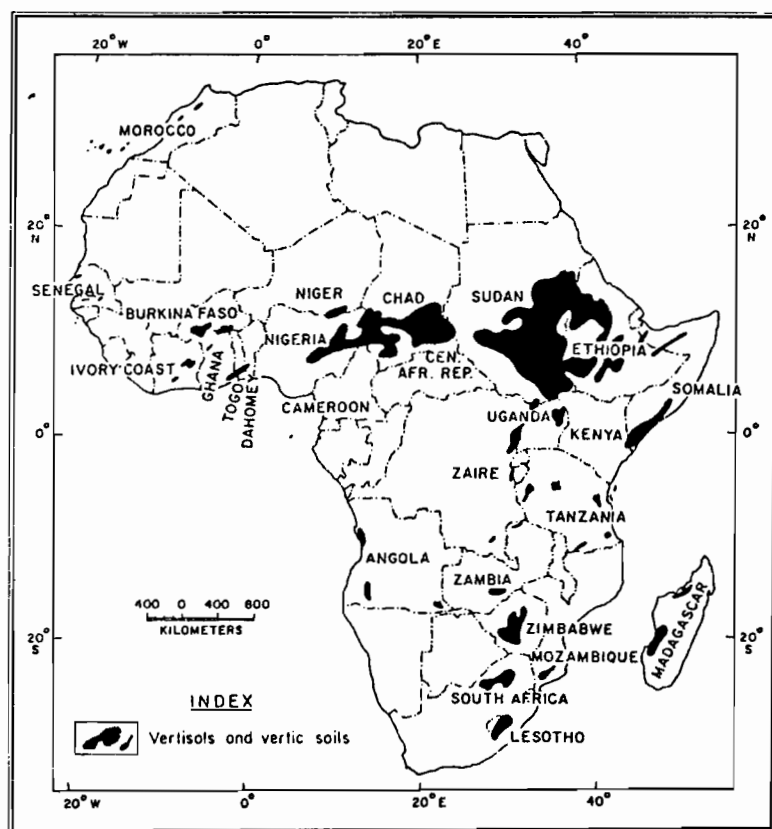 20°W 0° 20°E 40°
MOROCCO
20°
N
20°
N
SENEGAL
NIGER
CHAD
SUDAN
BURKINA FASO
NIGERIA
ETHIOPIA
IVORY COAST
GHANA
TOGO
DAHOMEY
CEN.
AFR. REP.
CAMEROON
UGANDA
SOMALIA
KENYA
0°
0°
ZAIRE
TANZANIA
ANGOLA
ZAMBIA
400 0 400 800
KILOMETERS
ZIMBABWE
MADAGASCAR
20°
S
20°
S
MOZAMBIQUE
SOUTH AFRICA
LESOTHO
INDEX
Vertisols and vertic soils
20°W 0° 20°E 40°